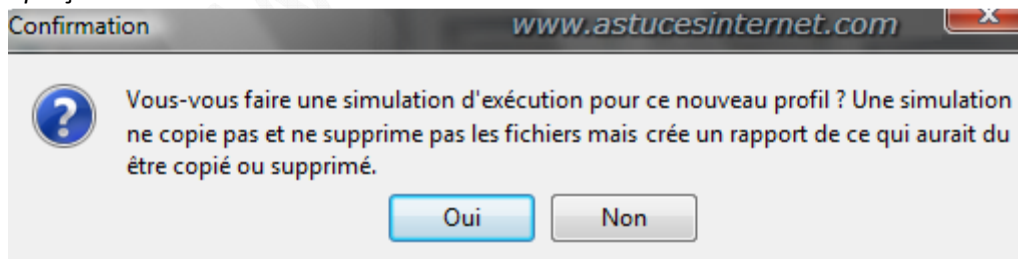 Confirmation
www.astucesinternet.com
Vous-vous faire une simulation d'exécution pour ce nouveau profil ? Une simulation
ne copie pas et ne supprime pas les fichiers mais crée un rapport de ce qui aurait du
être copié ou supprimé.
Oui
Non